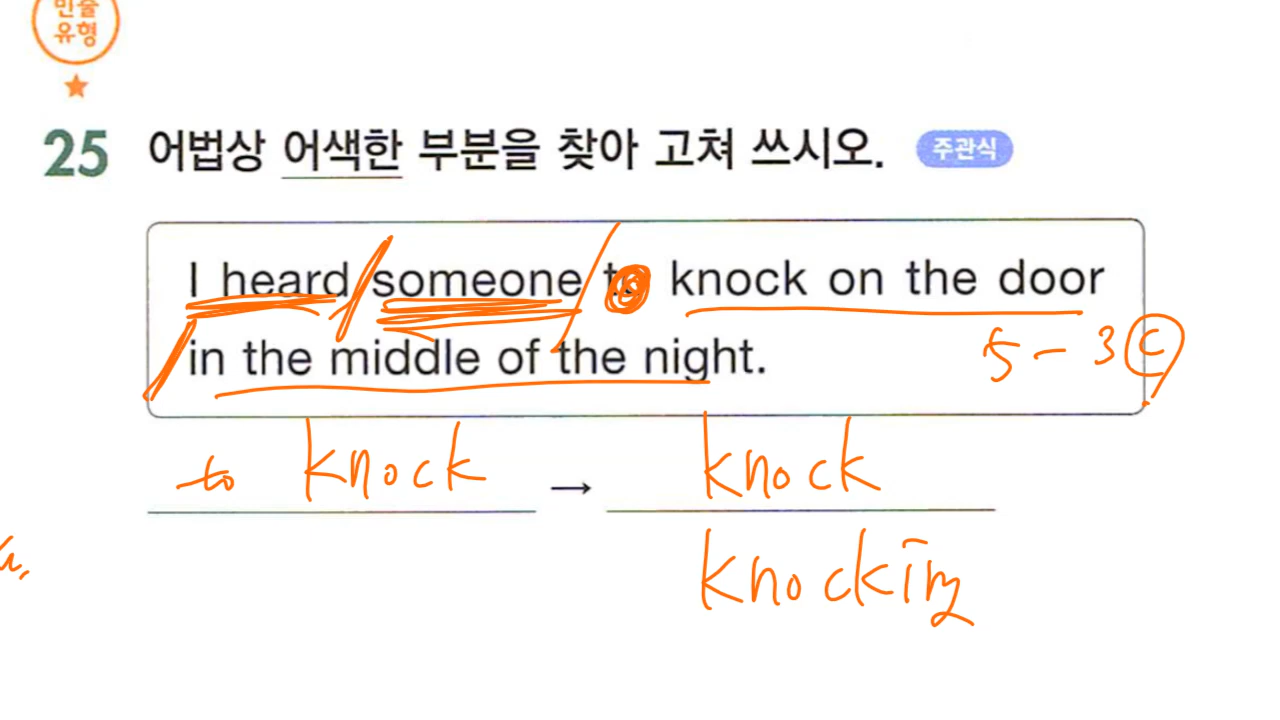 빈출
유형
25 어법상 어색한 부분을 찾아 고쳐 쓰시오. 주관식
I heard someone to knock on the door
in the middle of the night.
5-3 C
to knock → knock
knocking